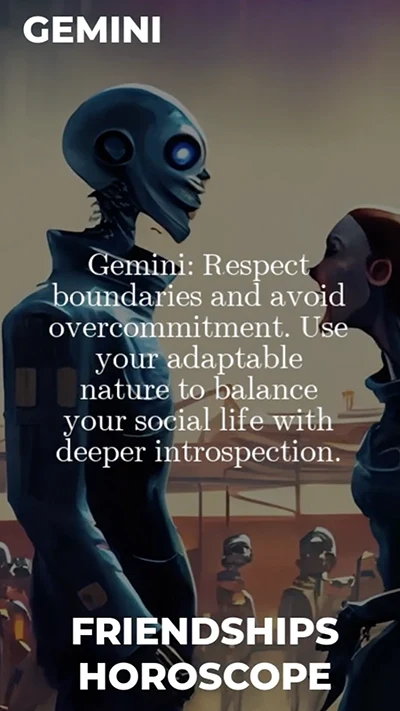 GEMINI
Gemini: Respect
boundaries and avoid
overcommitment. Use
your adaptable
nature to balance
your social life with
deeper introspection.
FRIENDSHIPS
HOROSCOPE